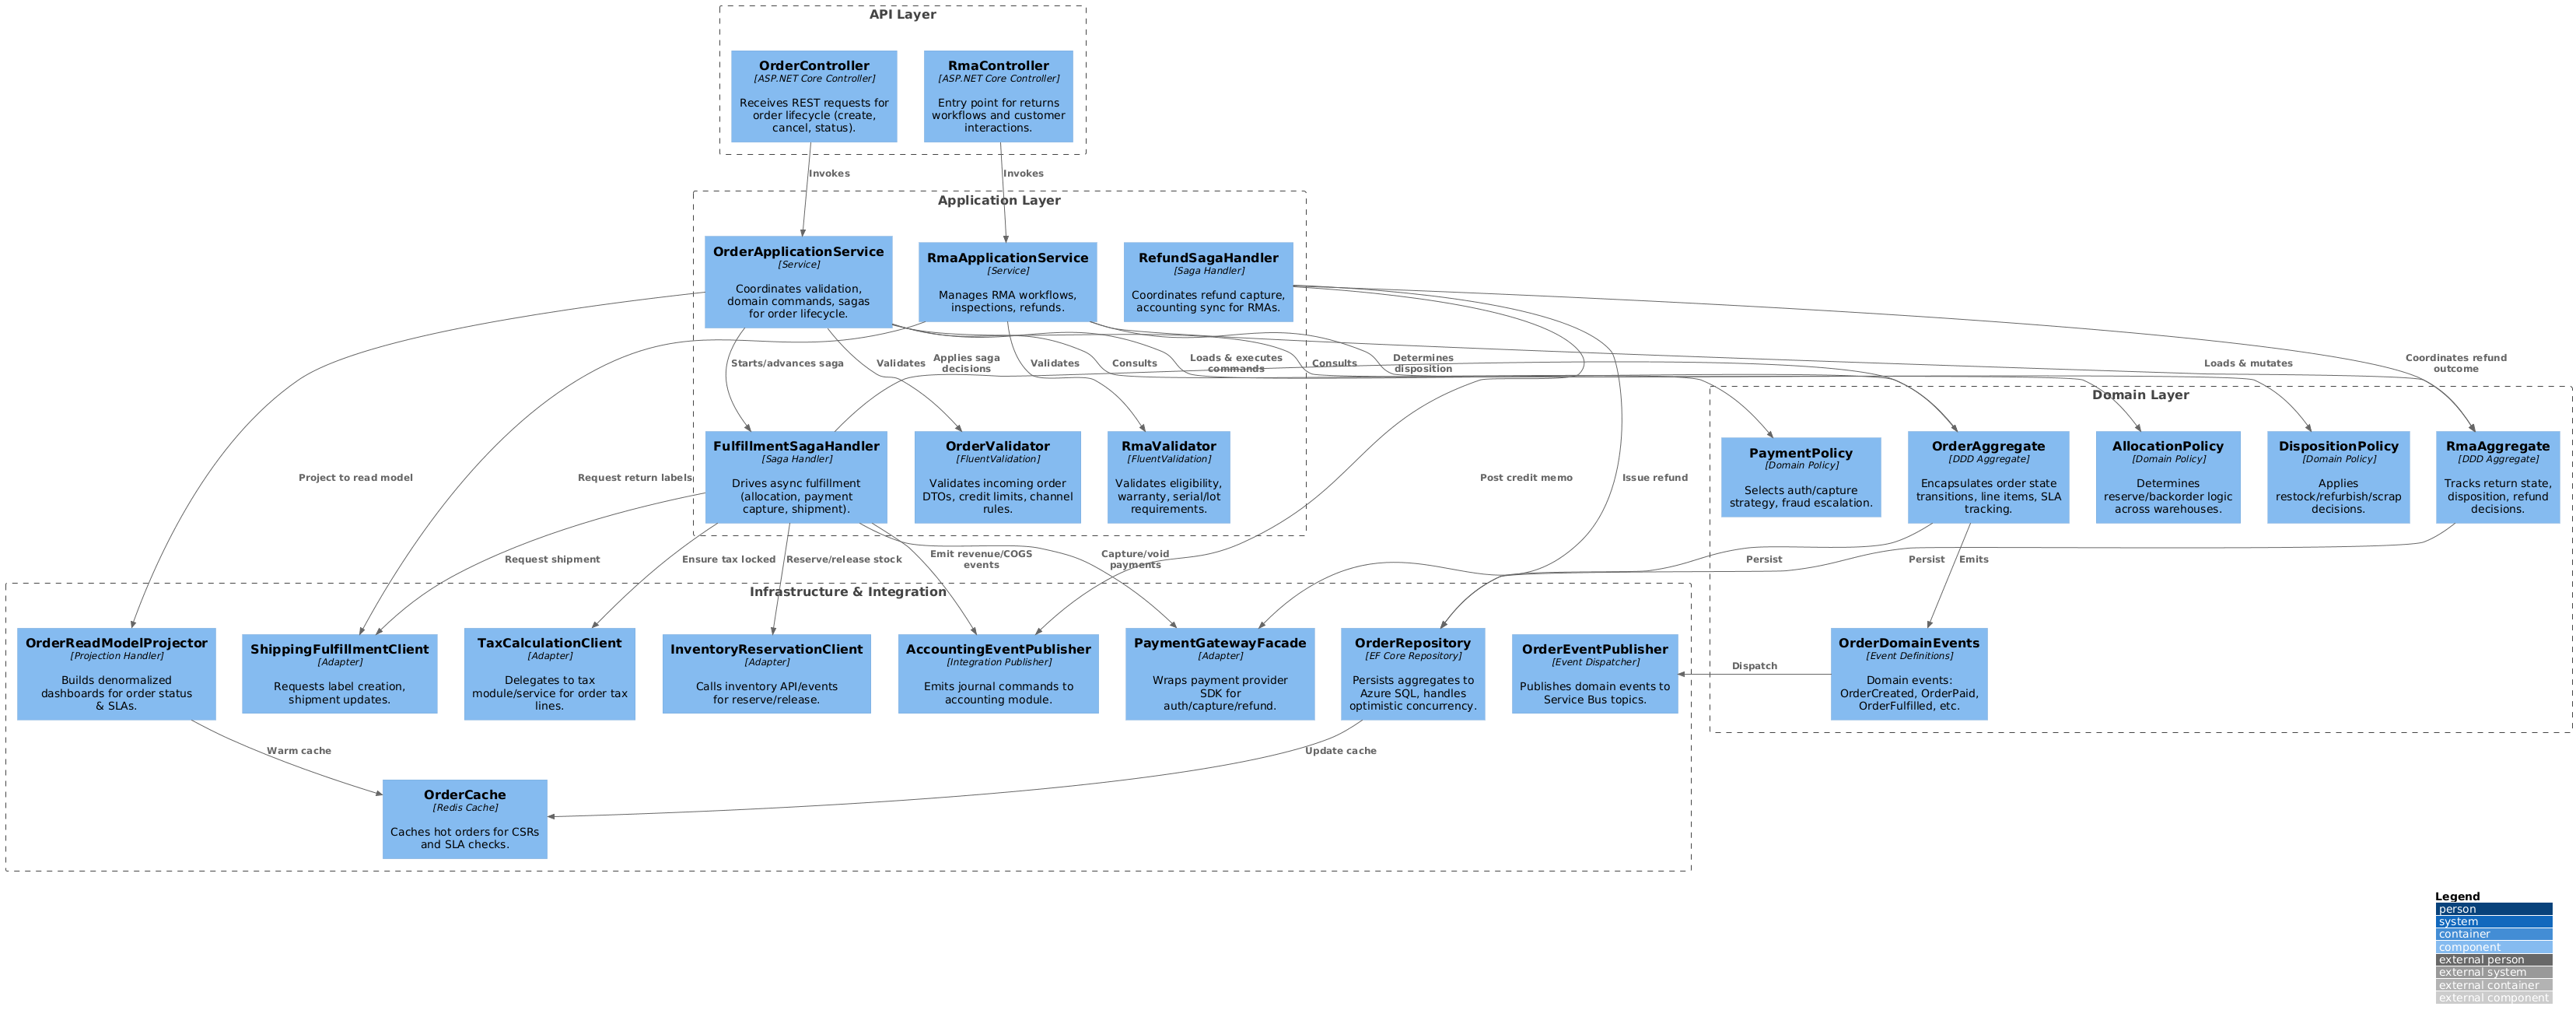 API Layer
OrderController
[ASP.NET Core Controller]
Receives REST requests for
order lifecycle (create,
cancel, status).
RmaController
[ASP.NET Core Controller]
Entry point for returns
workflows and customer
interactions.
Invokes
Invokes
Application Layer
OrderApplicationService
[Service]
Coordinates validation,
domain commands, sagas
for order lifecycle.
RmaApplicationService
[Service]
Manages RMA workflows,
inspections, refunds.
RefundSagaHandler
[Saga Handler]
Coordinates refund capture,
accounting sync for RMAs.
Starts/advances saga
Validates
Applies saga
decisions
Validates
Consults
Loads & executes
commands
Consults
Determines
disposition
Loads & mutates
Coordinates refund
outcome
Domain Layer
FulfillmentSagaHandler
[Saga Handler]
Drives async fulfillment
(allocation, payment
capture, shipment).
OrderValidator
[FluentValidation]
Validates incoming order
DTOs, credit limits, channel
rules.
RmaValidator
[FluentValidation]
Validates eligibility,
warranty, serial/lot
requirements.
PaymentPolicy
[Domain Policy]
Selects auth/capture
strategy, fraud escalation.
OrderAggregate
[DDD Aggregate]
Encapsulates order state
transitions, line items, SLA
tracking.
AllocationPolicy
[Domain Policy]
Determines
reserve/backorder logic
across warehouses.
DispositionPolicy
[Domain Policy]
Applies
restock/refurbish/scrap
decisions.
RmaAggregate
[DDD Aggregate]
Tracks return state,
disposition, refund
decisions.
Project to read model
Request return labels
Post credit memo
Issue refund
Request shipment
Ensure tax locked
Reserve/release stock
Emit revenue/COGS
events
Capture/void
payments
Persist
Persist
Emits
Infrastructure & Integration
OrderReadModelProjector
[Projection Handler]
Builds denormalized
dashboards for order status
& SLAs.
ShippingFulfillmentClient
[Adapter]
Requests label creation,
shipment updates.
TaxCalculationClient
[Adapter]
Delegates to tax
module/service for order tax
lines.
InventoryReservationClient
[Adapter]
Calls inventory API/events
for reserve/release.
AccountingEventPublisher
[Integration Publisher]
Emits journal commands to
accounting module.
PaymentGatewayFacade
[Adapter]
Wraps payment provider
SDK for
auth/capture/refund.
OrderRepository
[EF Core Repository]
Persists aggregates to
Azure SQL, handles
optimistic concurrency.
OrderEventPublisher
[Event Dispatcher]
Publishes domain events to
Service Bus topics.
Dispatch
OrderDomainEvents
[Event Definitions]
Domain events:
OrderCreated, OrderPaid,
OrderFulfilled, etc.
Warm cache
Update cache
OrderCache
[Redis Cache]
Caches hot orders for CSRs
and SLA checks.
Legend
person
system
container
component
external person
external system
external container
external component